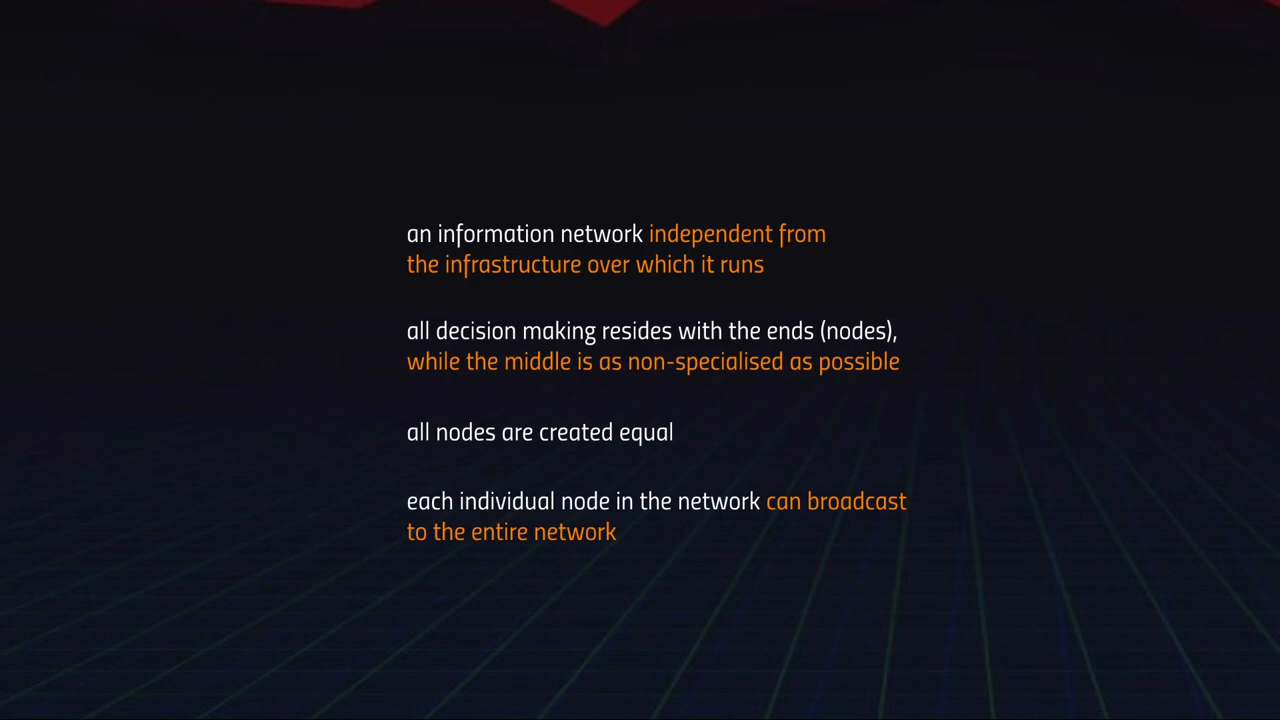 an information network independent from
the infrastructure over which it runs
all decision making resides with the ends (nodes),
while the middle is as non-specialised as possible
all nodes are created equal
each individual node in the network can broadcast
to the entire network